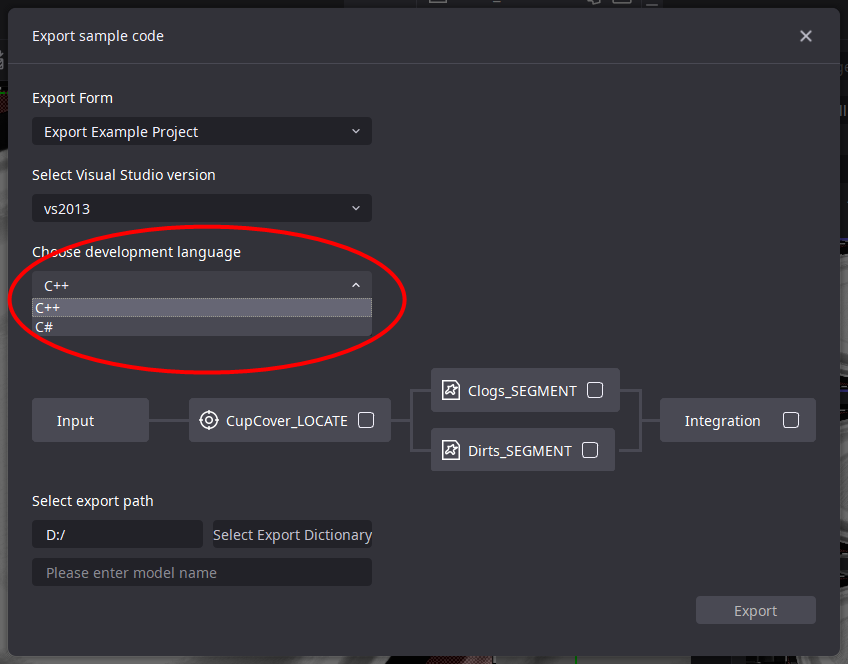 Export sample code
Export Form
Export Example Project
Select Visual Studio version
vs2013
Choose development language
C++
C++
C#
Clogs_SEGMENT
Input
CupCover_LOCATE
Integration
Dirts_SEGMENT
Select export path
D:/
Select Export Dictionary
Please enter model name
Export